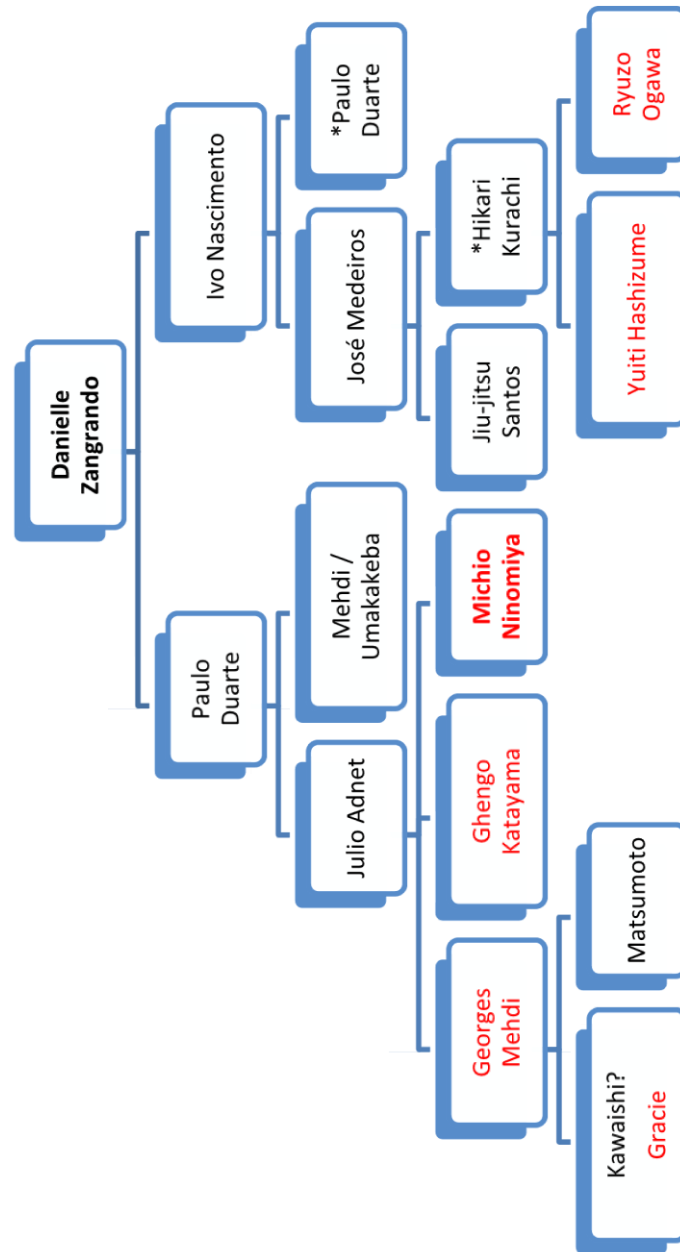 Danielle
Zangrando
Paulo
Duarte
Ivo Nascimento
Julio Adnet
Mehdi /
Umakakeba
José Medeiros
*Paulo
Duarte
Georges
Mehdi
Ghengo
Katayama
Michio
Ninomiya
Jiu-jitsu
Santos
*Hikari
Kurachi
Kawaishi?
Gracie
Matsumoto
Yuiti Hashizume
Ryuzo
Ogawa